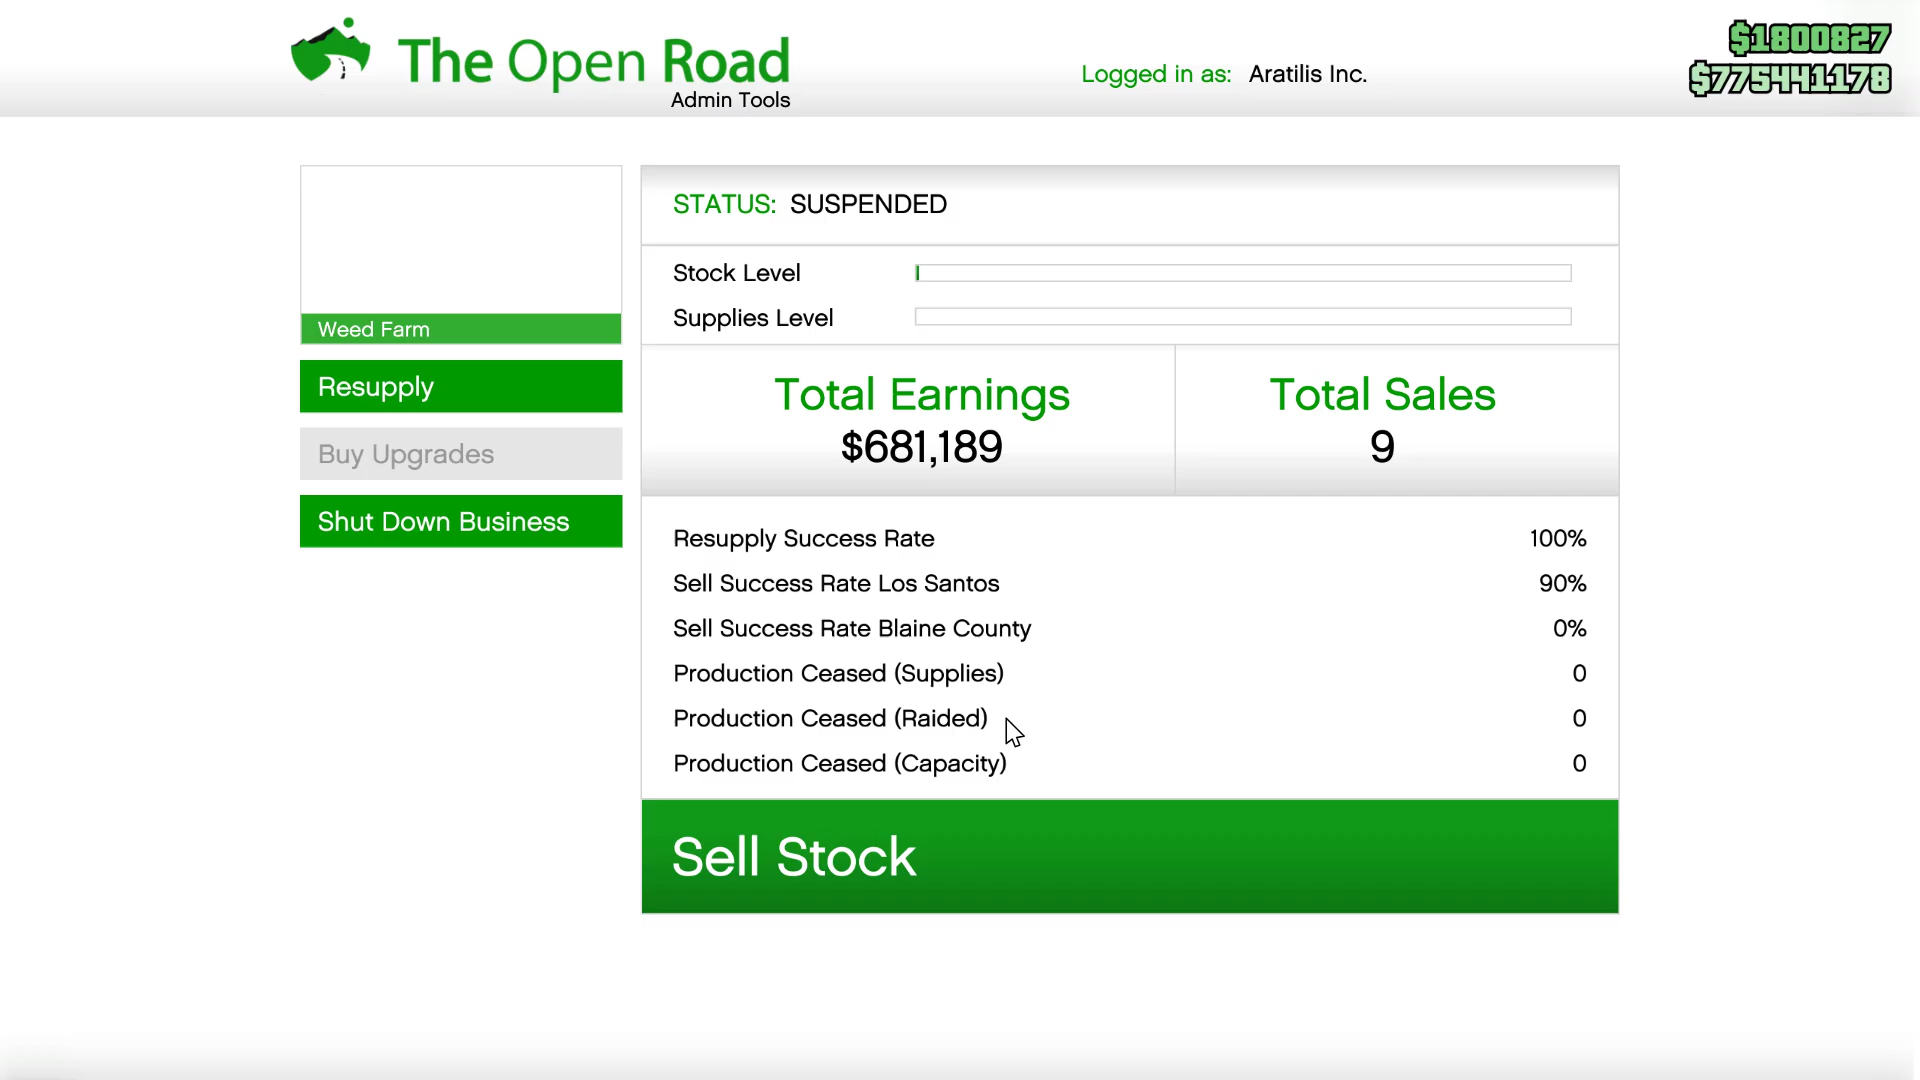 The Open Road
Admin Tools
Logged in as: Aratilis Inc.
$1800827
$775441178
Weed Farm
Resupply
Buy Upgrades
Shut Down Business
STATUS: SUSPENDED
Stock Level
Supplies Level
Total Earnings
$681,189
Total Sales
9
Resupply Success Rate 100%
Sell Success Rate Los Santos 90%
Sell Success Rate Blaine County 0%
Production Ceased (Supplies) 0
Production Ceased (Raided) 0
Production Ceased (Capacity) 0
Sell Stock